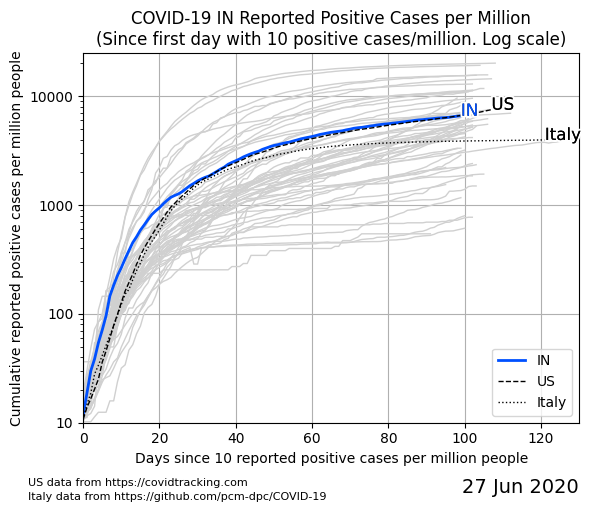 COVID-19 IN Reported Positive Cases per Million
(Since first day with 10 positive cases/million. Log scale)
Cumulative reported positive cases per million people
10000
1000
100
10
IN
US
Italy
IN
US
Italy
0
20
40
60
80
100
120
Days since 10 reported positive cases per million people
US data from https://covidtracking.com
Italy data from https://github.com/pcm-dpc/COVID-19
27 Jun 2020